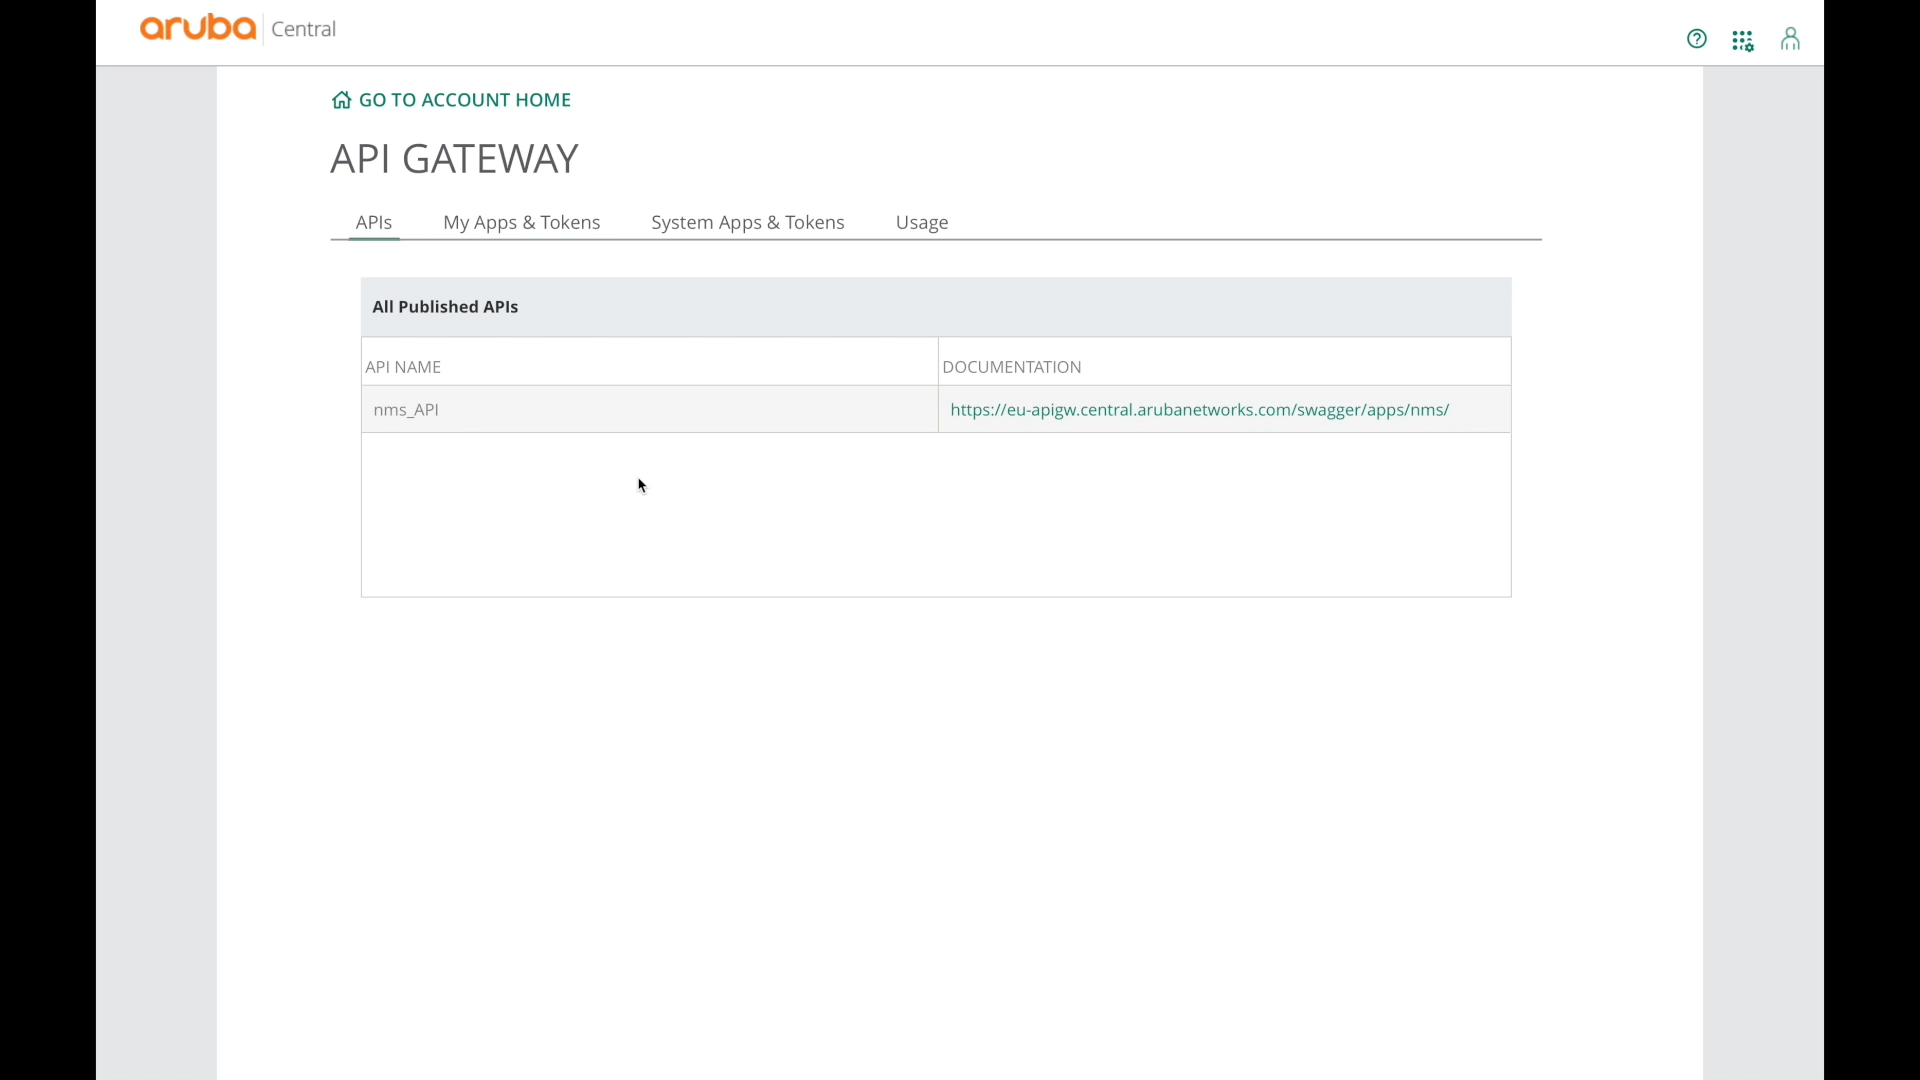 aruba Central
GO TO ACCOUNT HOME
API GATEWAY
APIs My Apps & Tokens System Apps & Tokens Usage
All Published APIs
API NAME DOCUMENTATION
nms_API https://eu-apigw.central.arubanetworks.com/swagger/apps/nms/